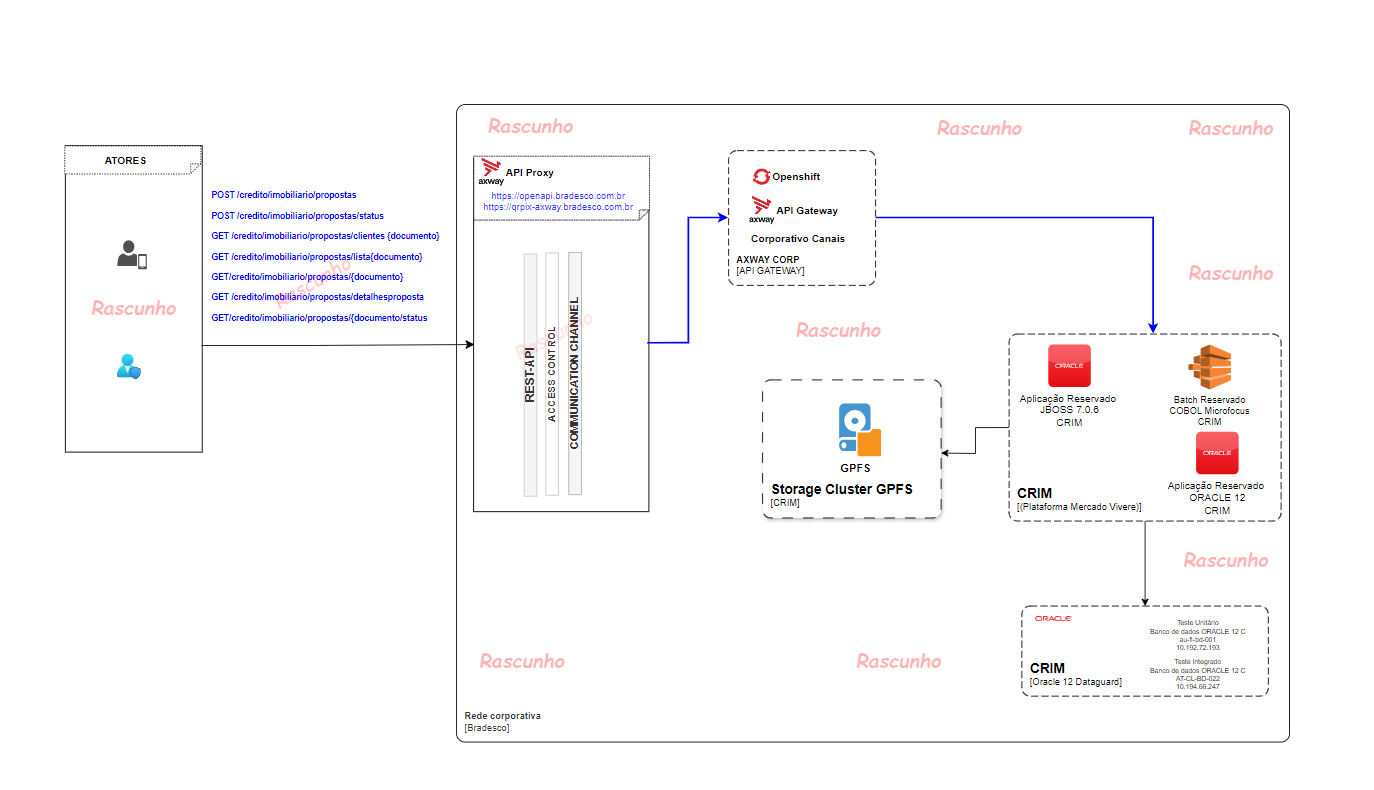 Rascunho
Rascunho
Rascunho
ATORES
Rascunho
POST /credito/imobiliario/propostas
POST /credito/imobiliario/propostas/status
GET /credito/imobiliario/propostas/clientes {documento}
GET /credito/imobiliario/propostas/lista{documento}
GET/credito/imobiliario/propostas/{documento}
GET /credito/imobiliario/propostas/detalhesproposta
GET/credito/imobiliario/propostas/{documento/status
Rascunho
axway
API Proxy
https://openapi.bradesco.com.br
https://qrpix-axway.bradesco.com.br
REST-API
ACCESS CONTROL
COMMUNICATION CHANNEL
Rascunho
Openshift
axway
API Gateway
Corporativo Canais
AXWAY CORP
[API GATEWAY]
Rascunho
Rascunho
GPFS
Storage Cluster GPFS
[CRIM]
ORACLE
Aplicação Reservado
JBOSS 7.0.6
CRIM
Batch Reservado
COBOL Microfocus
CRIM
ORACLE
Aplicação Reservado
ORACLE 12
CRIM
CRIM
[(Plataforma Mercado Vivere)]
Rascunho
ORACLE
Teste Unitário
Banco de dados ORACLE 12 C
au-fi-bd-001
10.192.72.193
Teste Integrado
Banco de dados ORACLE 12 C
AT-CL-BD-022
10.194.66.247
CRIM
[Oracle 12 Dataguard]
Rascunho
Rascunho
Rede corporativa
[Bradesco]